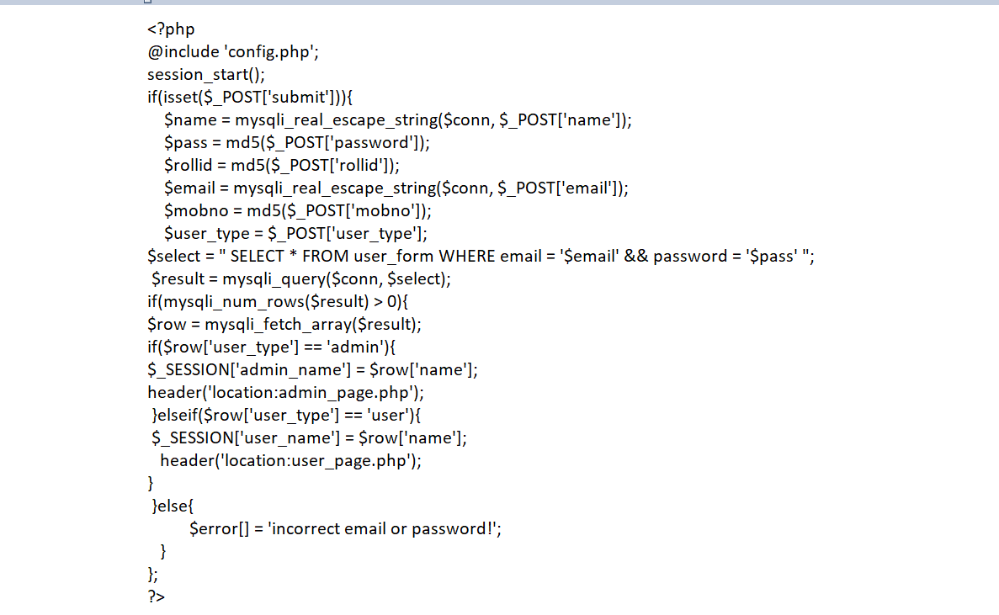 <?php
@include 'config.php';
session_start();
if(isset($_POST['submit'])){
$name = mysqli_real_escape_string($conn, $_POST['name']);
$pass = md5($_POST['password']);
$rollid = md5($_POST['rollid']);
$email = mysqli_real_escape_string($conn, $_POST['email']);
$mobno = md5($_POST['mobno']);
$user_type = $_POST['user_type'];
$select = " SELECT * FROM user_form WHERE email = '$email' && password = '$pass' ";
$result = mysqli_query($conn, $select);
if(mysqli_num_rows($result) > 0){
$row = mysqli_fetch_array($result);
if($row['user_type'] == 'admin'){
$_SESSION['admin_name'] = $row['name'];
header('location:admin_page.php');
}elseif($row['user_type'] == 'user'){
$_SESSION['user_name'] = $row['name'];
header('location:user_page.php');
}
}else{
$error[] = 'incorrect email or password!';
}
};
?>